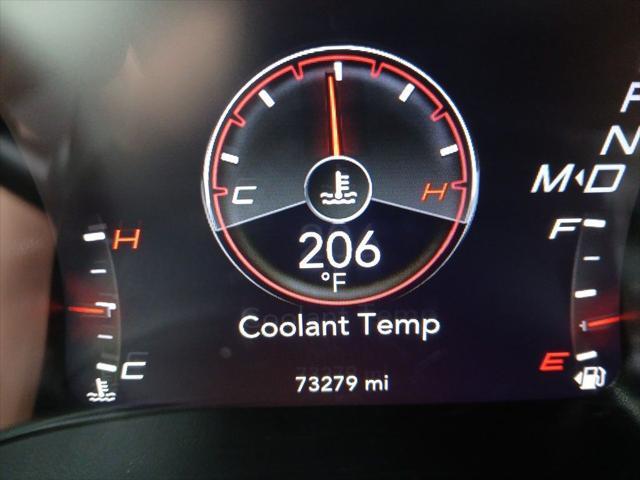 P
N
M D
C H
H
F
206
°F
Coolant Temp
C
E
73279 mi